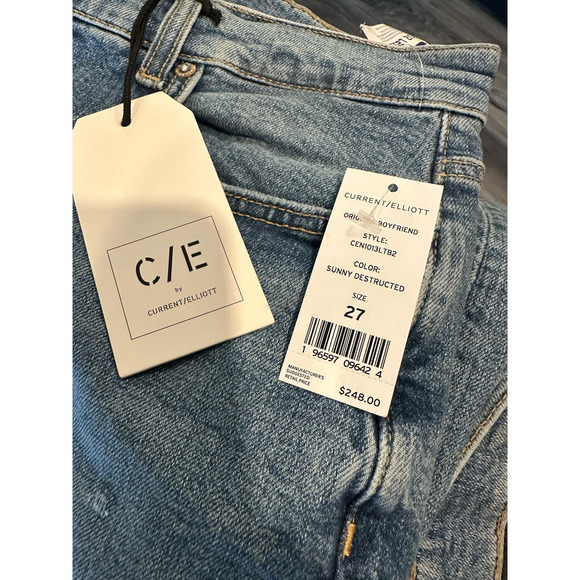 C/E
by
CURRENT/ELLIOTT
CURRENT/ELLIOTT
BOYFRIEND
STYLE:
CEN1013LTB2
COLOR:
SUNNY DESTRUCTED
SIZE
27
1 96597 09642 4
MANUFACTURER'S
SUGGESTED
RETAIL PRICE
$248.00